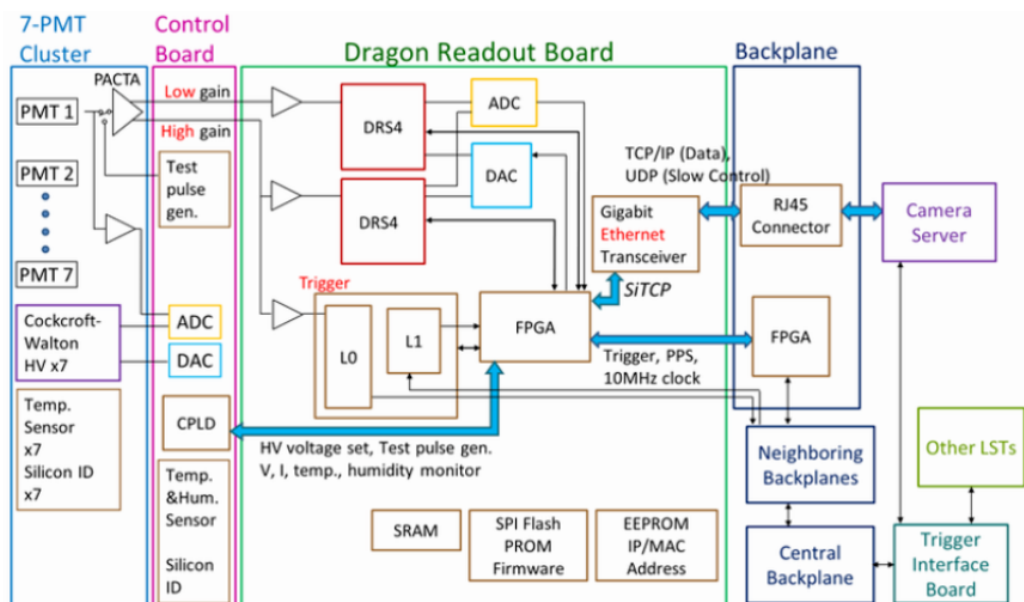 7-PMT
Cluster
Control
Board
Dragon Readout Board
Backplane
PACTA
PMT 1
PMT 2
PMT 7
Low gain
High gain
Test
pulse
gen.
DRS4
DRS4
ADC
DAC
TCP/IP (Data),
UDP (Slow Control)
Gigabit
Ethernet
Transceiver
RJ45
Connector
Camera
Server
SiTCP
Trigger
L0
L1
FPGA
FPGA
Trigger, PPS,
10MHz clock
Cockcroft-
Walton
HV x7
ADC
DAC
Temp.
Sensor
x7
Silicon ID
x7
CPLD
HV voltage set, Test pulse gen.
V, I, temp., humidity monitor
Temp.
&Hum.
Sensor
Silicon
ID
SRAM
SPI Flash
PROM
Firmware
EEPROM
IP/MAC
Address
Neighboring
Backplanes
Other LSTs
Central
Backplane
Trigger
Interface
Board